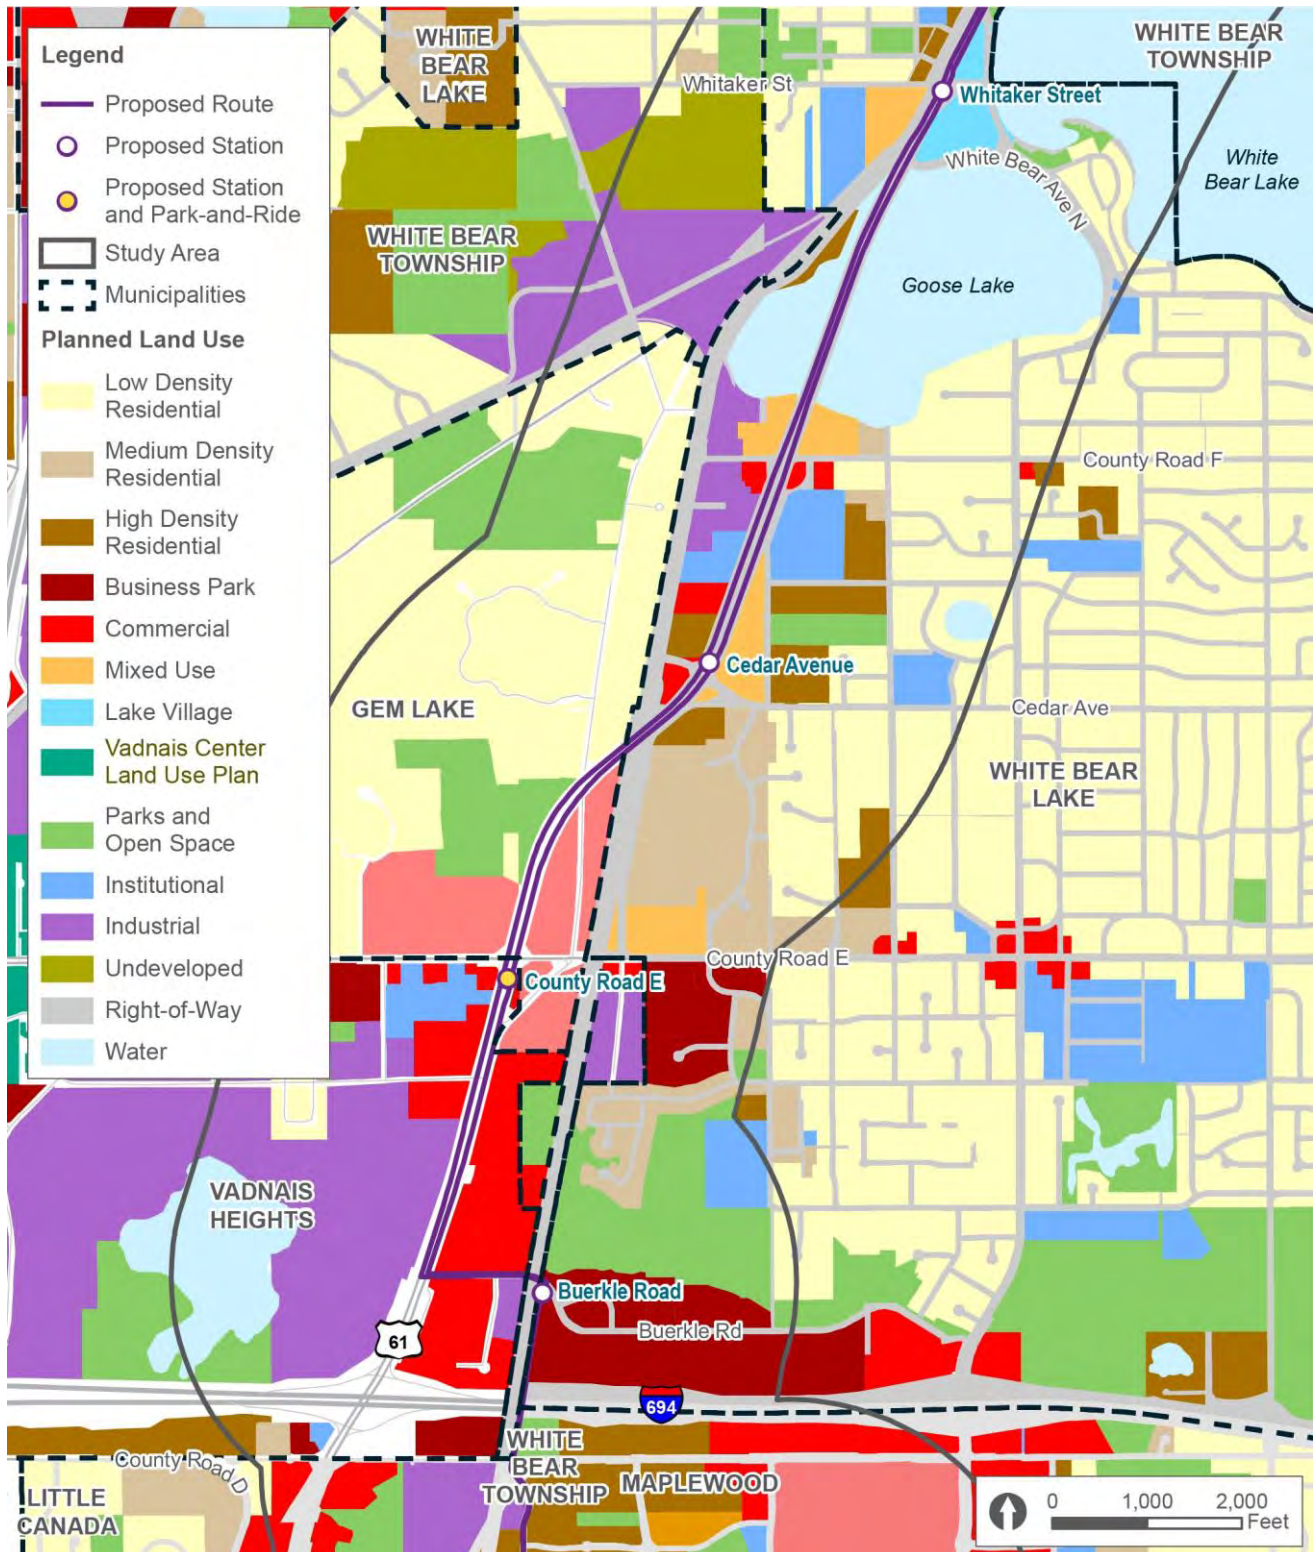 Legend
Proposed Route
Proposed Station
Proposed Station
and Park-and-Ride
Study Area
Municipalities
Planned Land Use
Low Density
Residential
Medium Density
Residential
High Density
Residential
Business Park
Commercial
Mixed Use
Lake Village
Vadnais Center
Land Use Plan
Parks and
Open Space
Institutional
Industrial
Undeveloped
Right-of-Way
Water
WHITE
BEAR
LAKE
WHITE BEAR
TOWNSHIP
Whitaker St
Whitaker Street
White Bear Ave N
White
Bear Lake
WHITE BEAR
TOWNSHIP
Goose Lake
County Road F
Cedar Avenue
GEM LAKE
Cedar Ave
WHITE BEAR
LAKE
County Road E
County Road E
VADNAIS
HEIGHTS
Buerkle Road
Buerkle Rd
61
694
County Road D
WHITE
BEAR
TOWNSHIP
MAPLEWOOD
LITTLE
CANADA
0 1,000 2,000
Feet